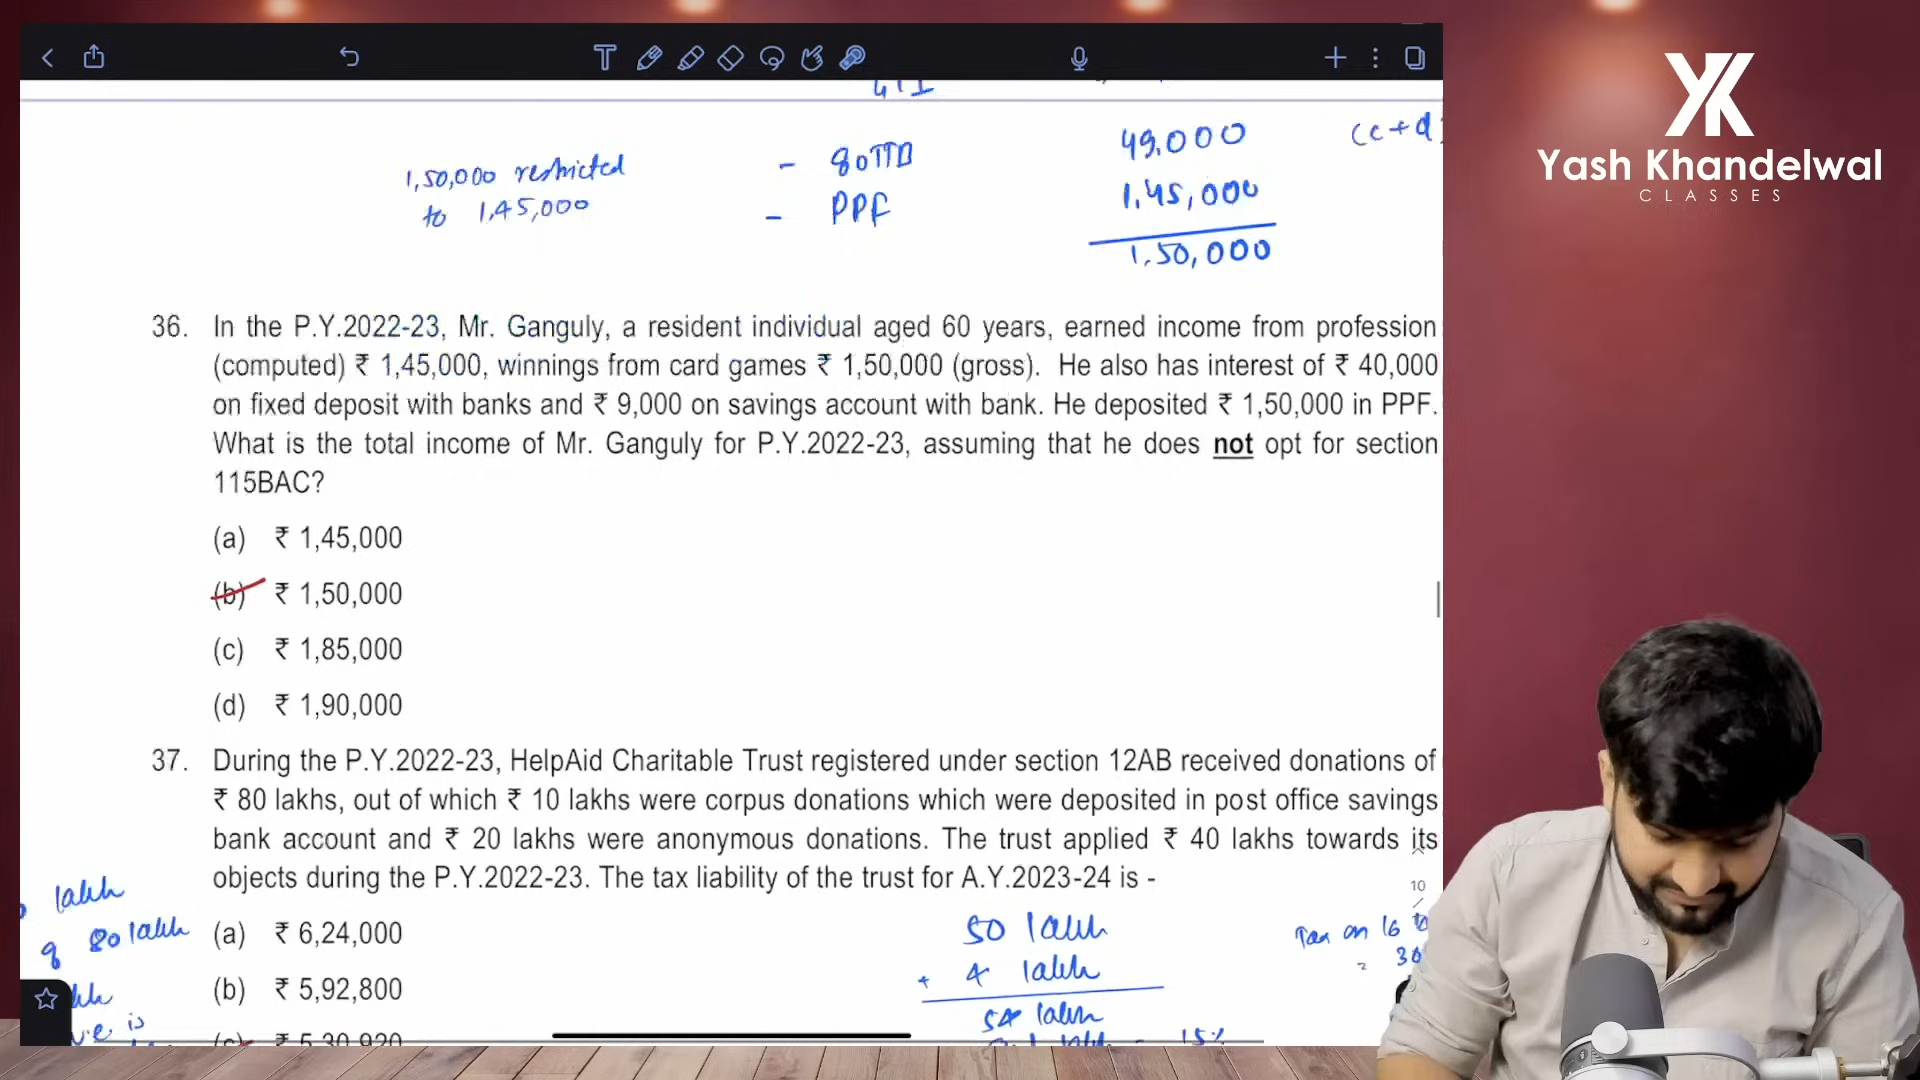 49,000
(c+d)
1,50,000 restricted
to 1,45,000
- 80TTB
- PPF
1,45,000
1,50,000
36. In the P.Y.2022-23, Mr. Ganguly, a resident individual aged 60 years, earned income from profession
(computed) ₹ 1,45,000, winnings from card games ₹ 1,50,000 (gross). He also has interest of ₹ 40,000
on fixed deposit with banks and ₹ 9,000 on savings account with bank. He deposited ₹ 1,50,000 in PPF.
What is the total income of Mr. Ganguly for P.Y.2022-23, assuming that he does not opt for section
115BAC?
(a) ₹ 1,45,000
(b) ₹ 1,50,000
(c) ₹ 1,85,000
(d) ₹ 1,90,000
37. During the P.Y.2022-23, HelpAid Charitable Trust registered under section 12AB received donations of
₹ 80 lakhs, out of which ₹ 10 lakhs were corpus donations which were deposited in post office savings
bank account and ₹ 20 lakhs were anonymous donations. The trust applied ₹ 40 lakhs towards its
objects during the P.Y.2022-23. The tax liability of the trust for A.Y.2023-24 is -
(a) ₹ 6,24,000
(b) ₹ 5,92,800
(c) ₹ 5,30,920
lakh
80 lakh
is
50 lakh
+ 4 lakh
54 lakh
15%
Tax on 16
10
YK
Yash Khandelwal
CLASSES